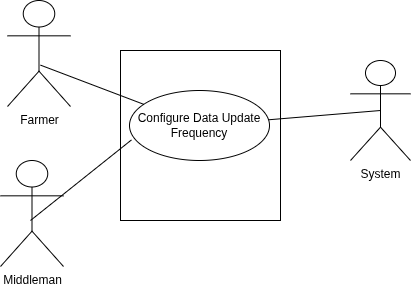 Farmer
Configure Data Update
Frequency
System
Middleman